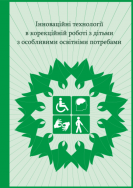 Інноваційні технології
в корекційній роботі з дітьми
з особливими освітніми потребами